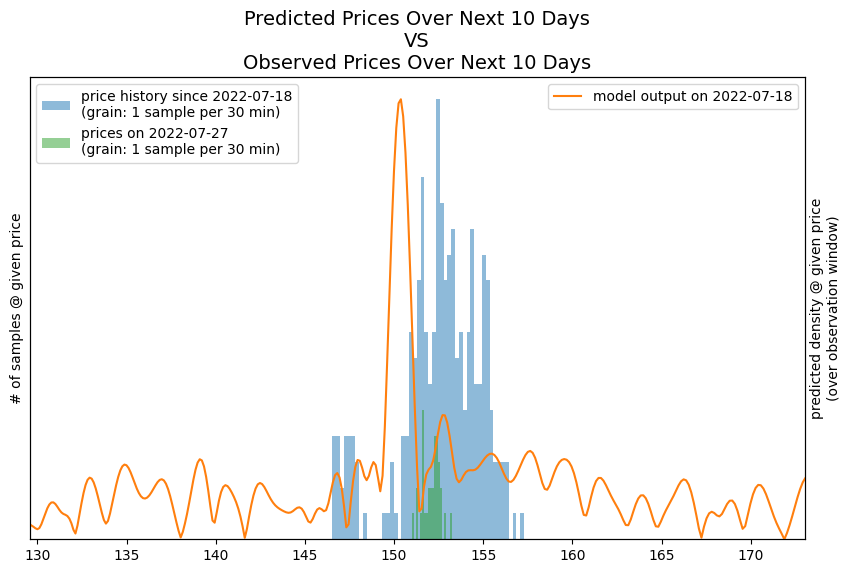 Predicted Prices Over Next 10 Days
VS
Observed Prices Over Next 10 Days
price history since 2022-07-18
(grain: 1 sample per 30 min)
prices on 2022-07-27
(grain: 1 sample per 30 min)
model output on 2022-07-18
# of samples @ given price
predicted density @ given price
(over observation window)
130 135 140 145 150 155 160 165 170